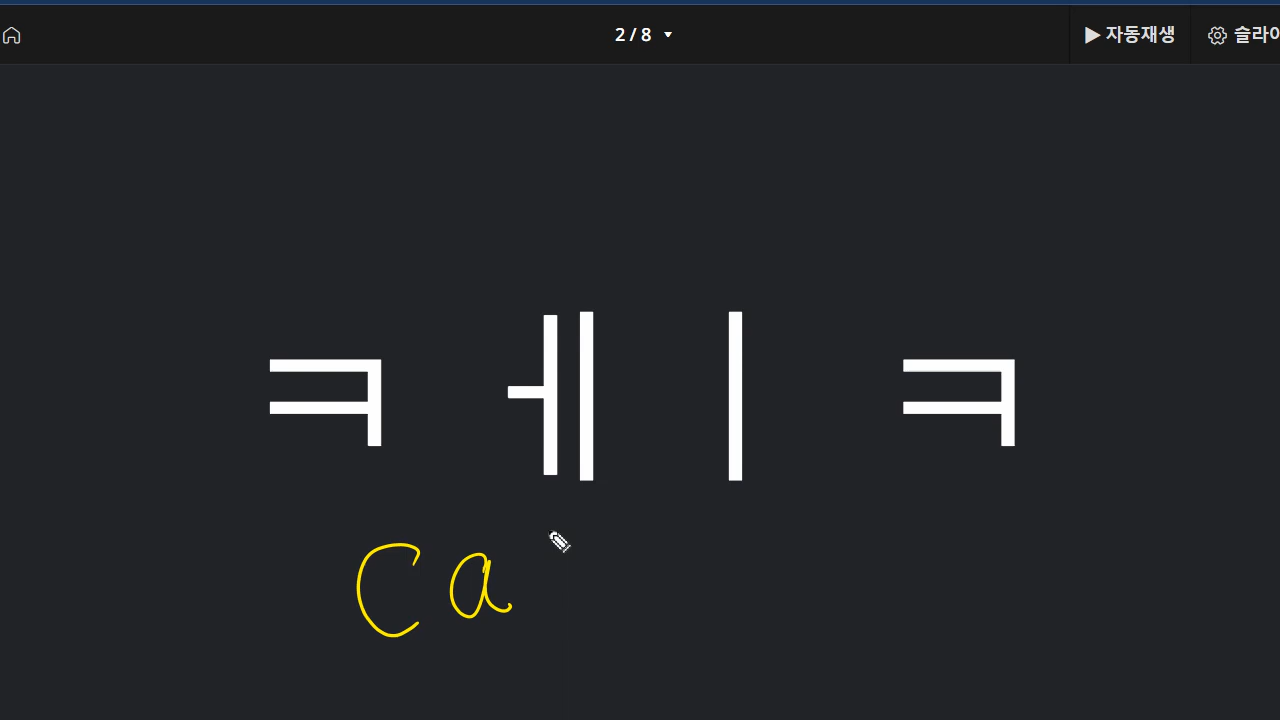 2 / 8
▶ 자동재생
슬라이
ㅋ ㅔ ㅣ ㅋ
ca